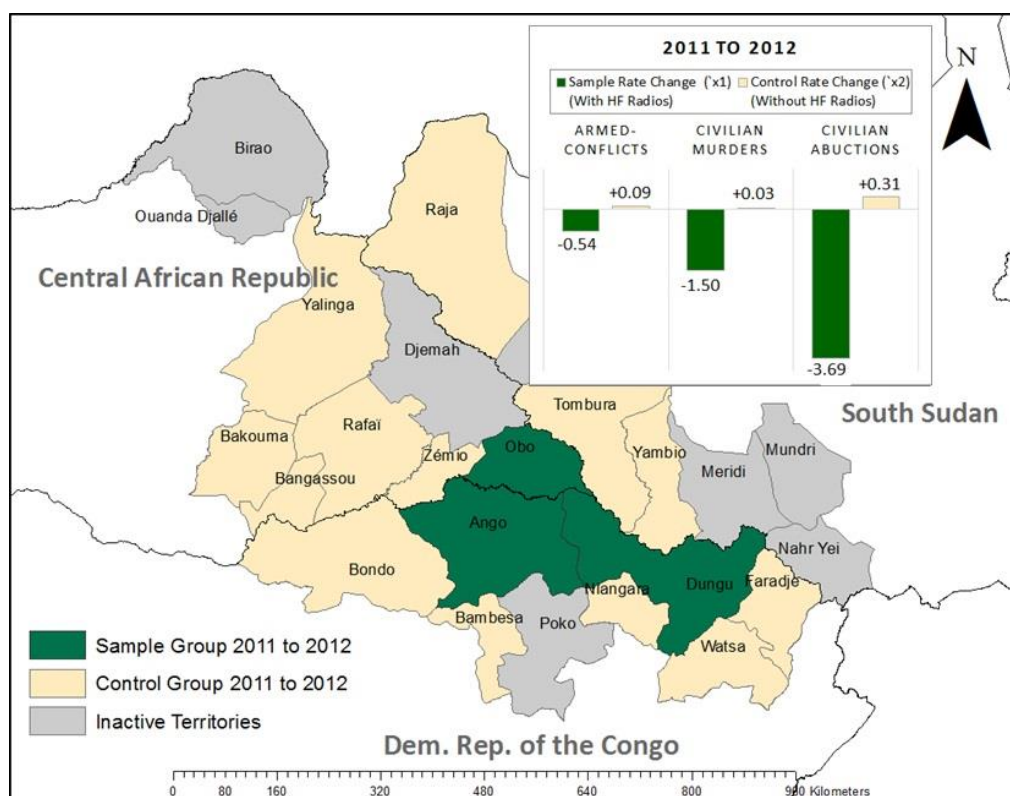 2011 TO 2012
Sample Rate Change (`x1)
(With HF Radios)
Control Rate Change (`x2)
(Without HF Radios)
ARMED-
CONFLICTS
CIVILIAN
MURDERS
CIVILIAN
ABUCTIONS
+0.09
+0.03
+0.31
-0.54
-1.50
-3.69
N
Birao
Ouanda Djallé
Raja
Central African Republic
Yalinga
Djemah
Tombura
South Sudan
Bakouma
Rafaï
Zémio
Obo
Yambio
Meridi
Mundri
Bangassou
Ango
Nahr Yei
Bondo
Niangara
Dungu
Faradje
Bambesa
Poko
Watsa
Sample Group 2011 to 2012
Control Group 2011 to 2012
Inactive Territories
Dem. Rep. of the Congo
0 80 160 320 480 640 800 960 Kilometers